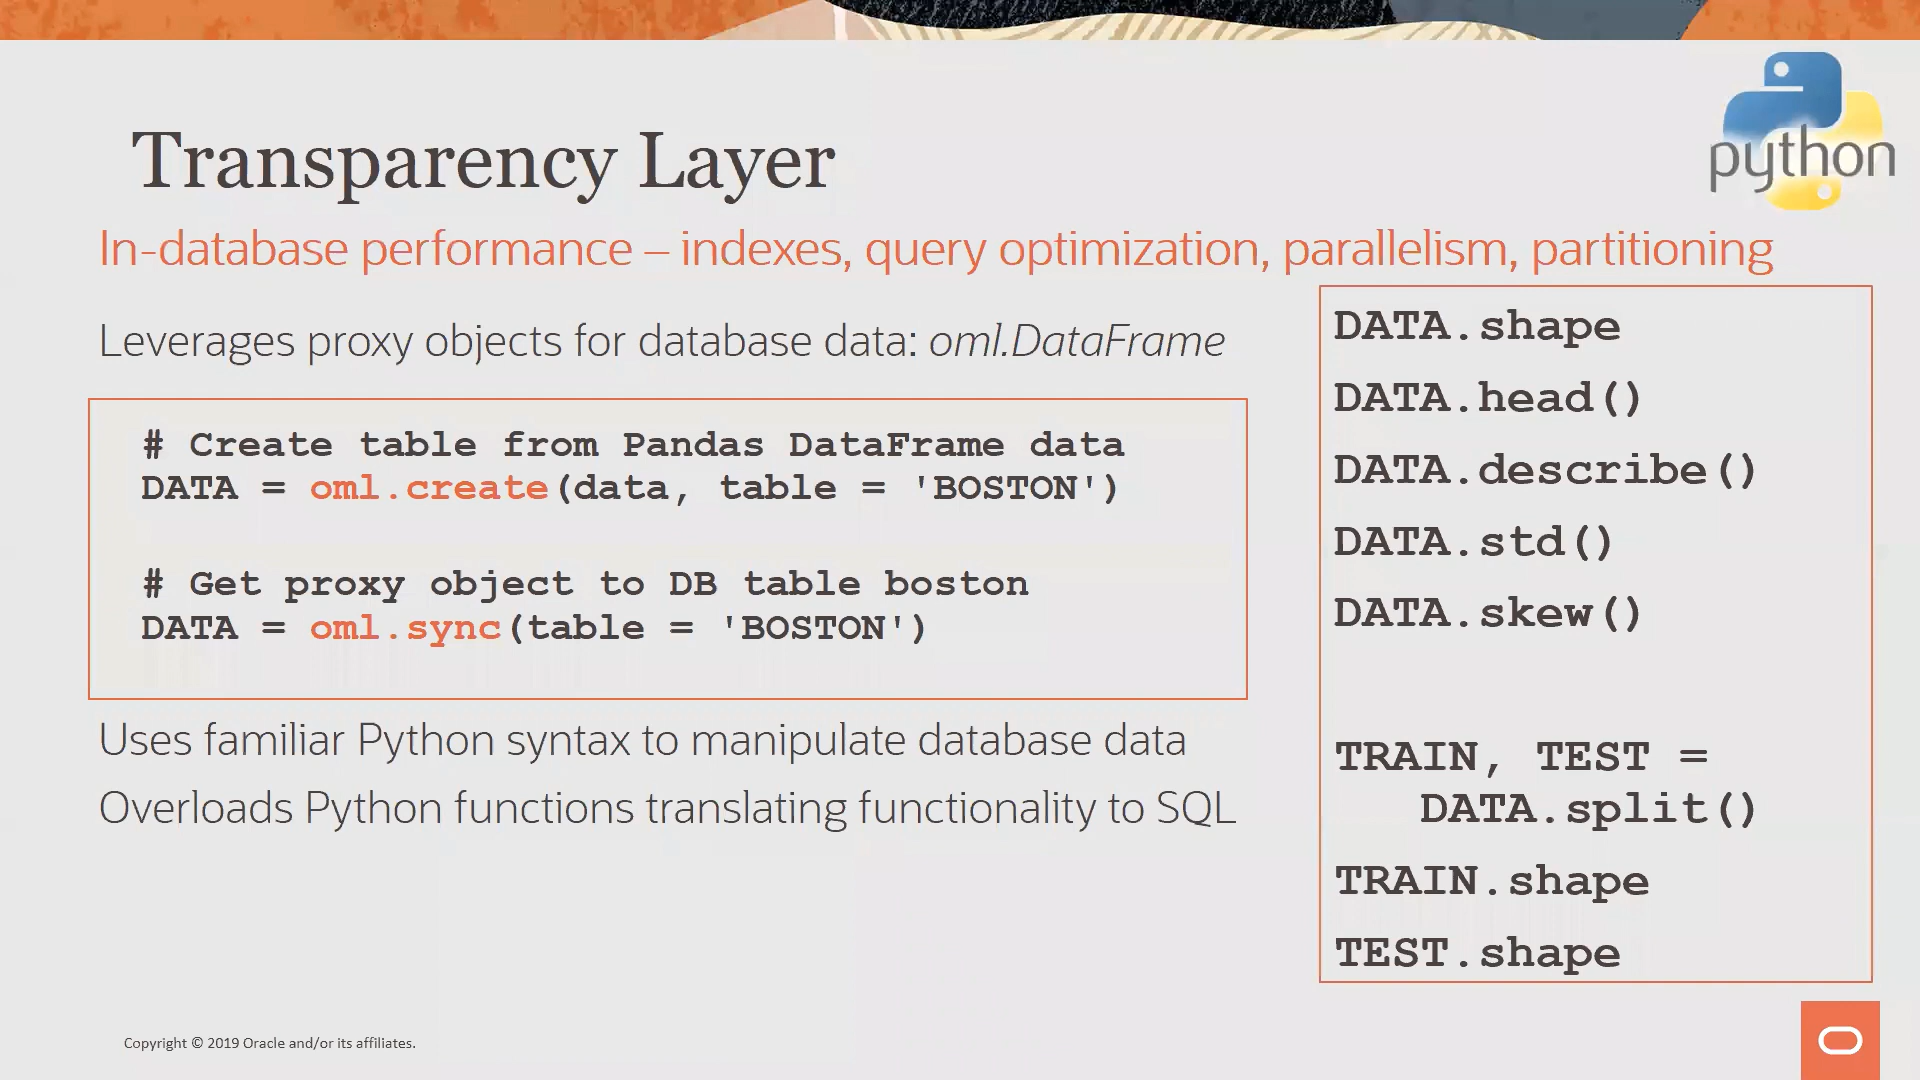 python
Transparency Layer
In-database performance – indexes, query optimization, parallelism, partitioning
Leverages proxy objects for database data: oml.DataFrame
# Create table from Pandas DataFrame data
DATA = oml.create(data, table = 'BOSTON')
# Get proxy object to DB table boston
DATA = oml.sync(table = 'BOSTON')
Uses familiar Python syntax to manipulate database data
Overloads Python functions translating functionality to SQL
DATA.shape
DATA.head()
DATA.describe()
DATA.std()
DATA.skew()
TRAIN, TEST =
DATA.split()
TRAIN.shape
TEST.shape
Copyright © 2019 Oracle and/or its affiliates.